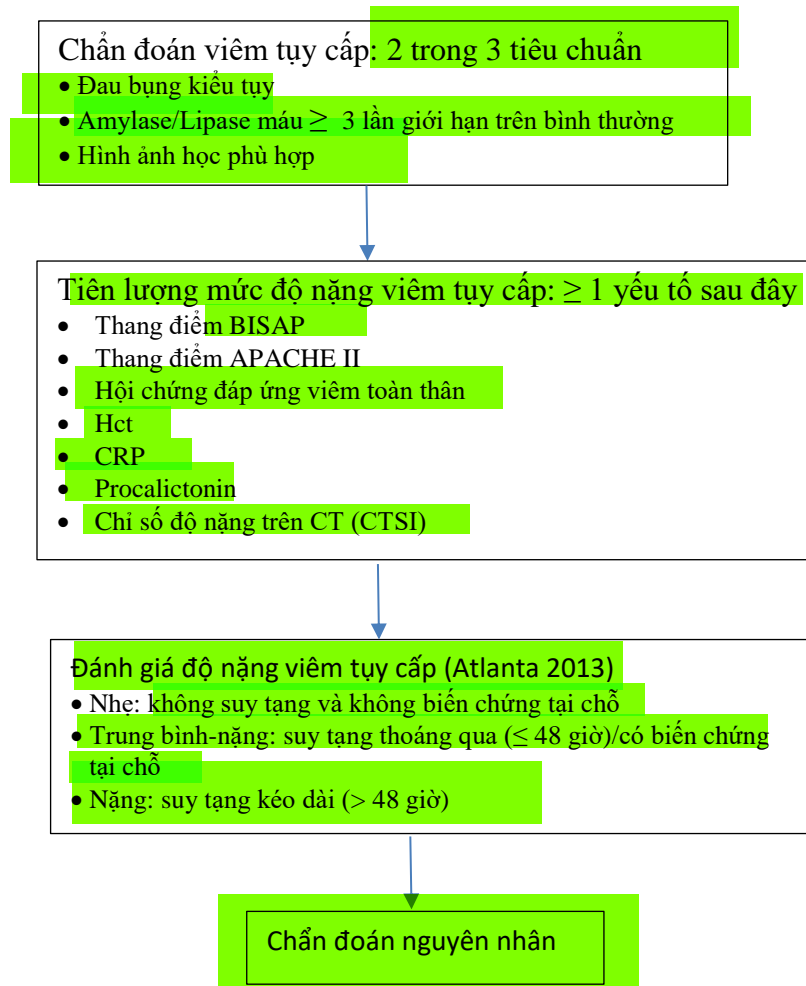 Chẩn đoán viêm tụy cấp: 2 trong 3 tiêu chuẩn
• Đau bụng kiểu tụy
• Amylase/Lipase máu ≥ 3 lần giới hạn trên bình thường
• Hình ảnh học phù hợp
Tiên lượng mức độ nặng viêm tụy cấp: ≥ 1 yếu tố sau đây
• Thang điểm BISAP
• Thang điểm APACHE II
• Hội chứng đáp ứng viêm toàn thân
• Hct
• CRP
• Procalictonin
• Chỉ số độ nặng trên CT (CTSI)
Đánh giá độ nặng viêm tụy cấp (Atlanta 2013)
• Nhẹ: không suy tạng và không biến chứng tại chỗ
• Trung bình-nặng: suy tạng thoáng qua (≤ 48 giờ)/có biến chứng
tại chỗ
• Nặng: suy tạng kéo dài (> 48 giờ)
Chẩn đoán nguyên nhân